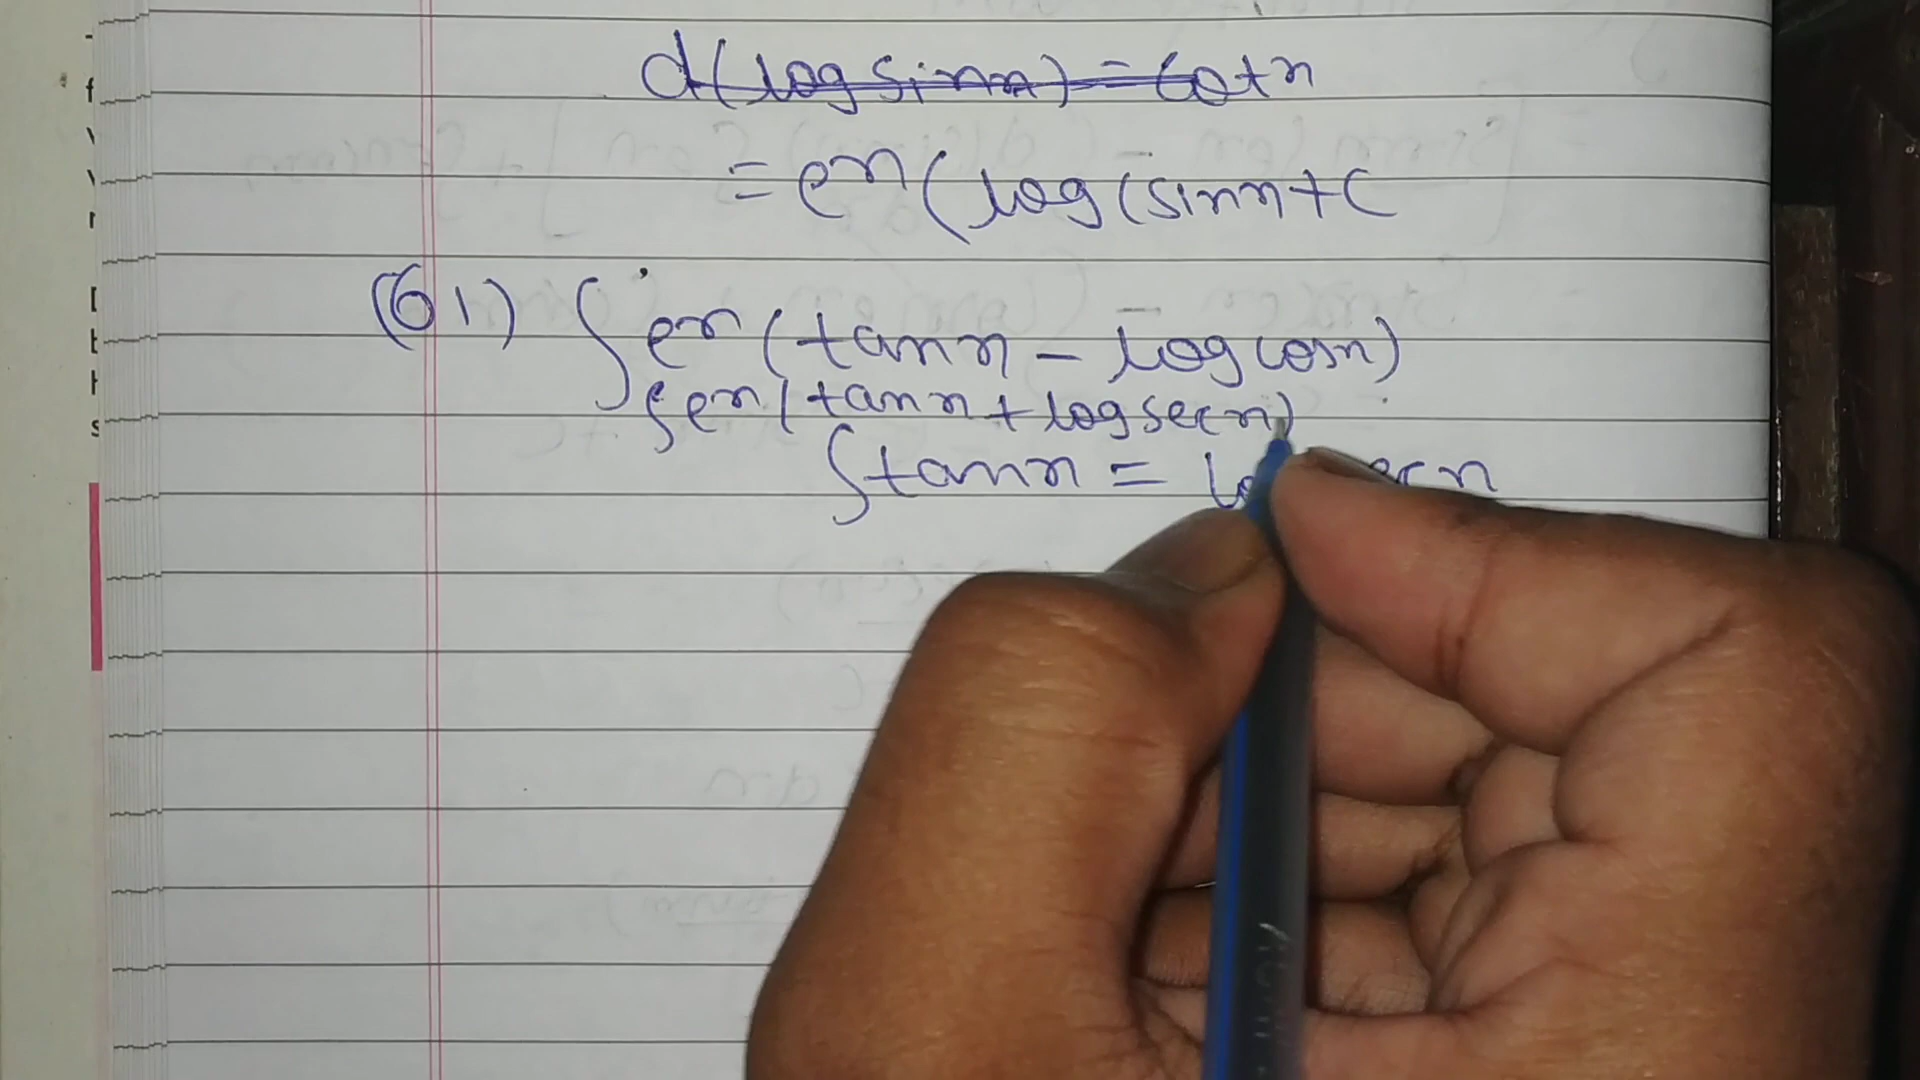 d(log sinx) = cotx
= e^x (log(sinx + c
(61) ∫ e^x (tanx - log cosx)
∫ e^x (tanx + log secx)
∫ tanx =